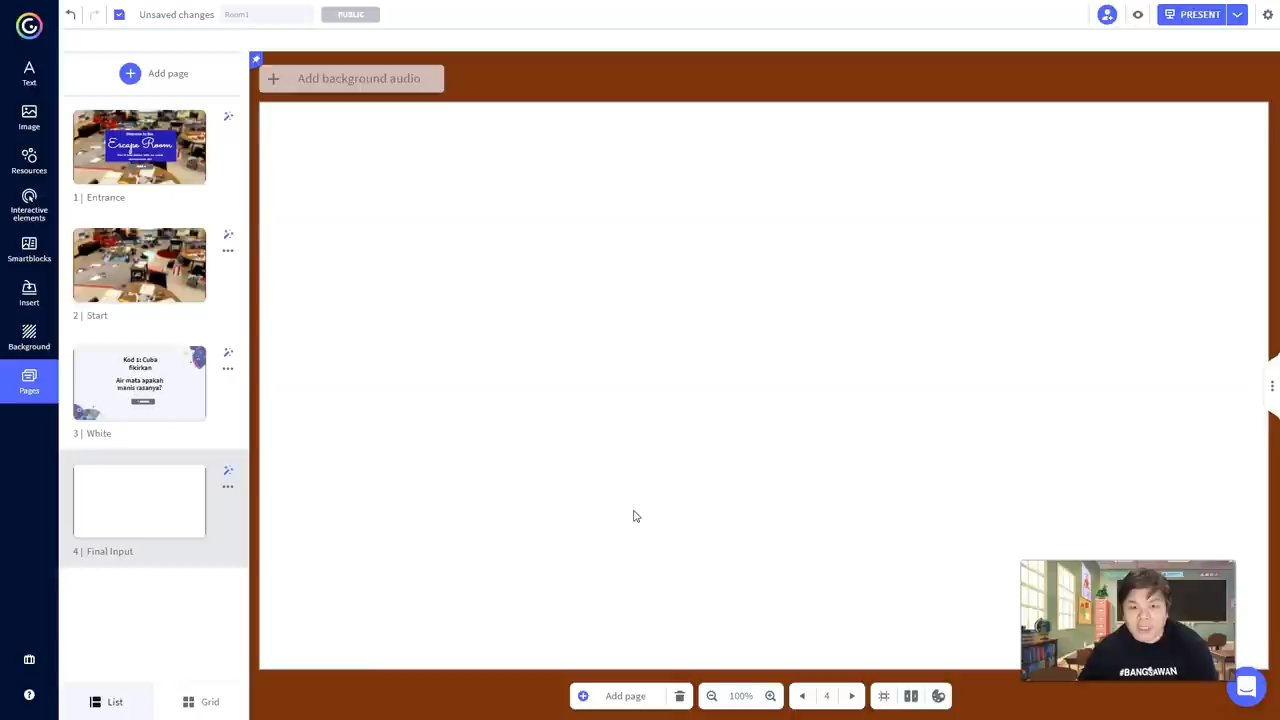 Unsaved changes
Room1
PUBLIC
PRESENT
Text
Image
Resources
Interactive
elements
Smartblocks
Insert
Background
Pages
Add page
Escape Room
1 | Entrance
2 | Start
Kod 1: Cuba
fikirkan
Air mata apakah
manis rasanya?
3 | White
4 | Final Input
List
Grid
Add background audio
#BANGSAWAN
Add page
100%
4